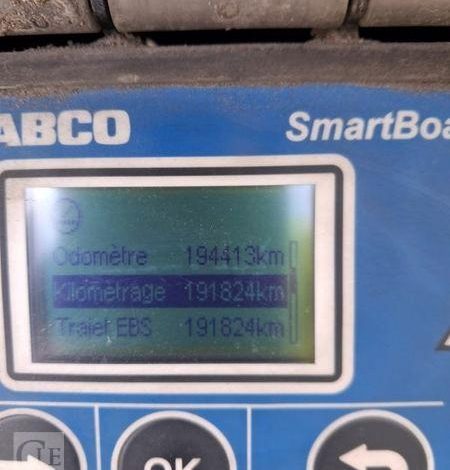 ABCO SmartBoa
Odomètre 194413km
Kilométrage 191824km
Trajet EBS 191824km
OK